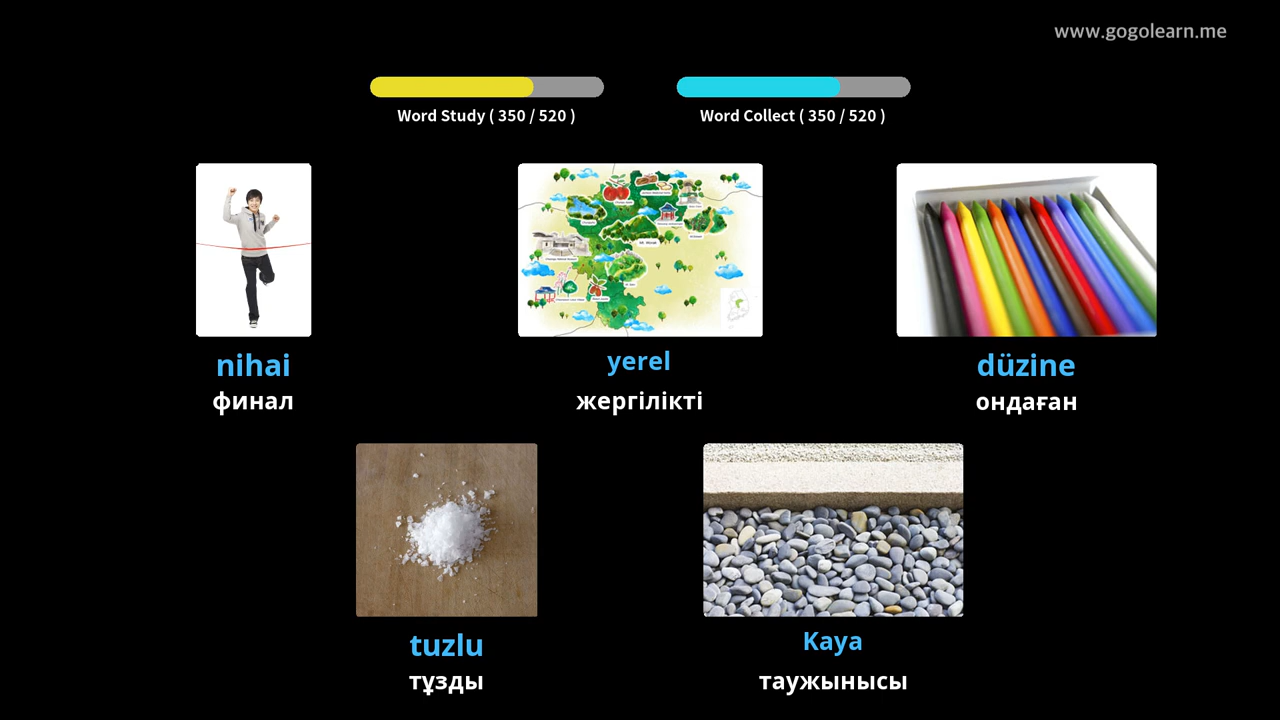 www.gogolearn.me
Word Study ( 350 / 520 )
Word Collect ( 350 / 520 )
nihai
финал
yerel
жергілікті
düzine
ондаған
tuzlu
тұзды
Kaya
таужынысы